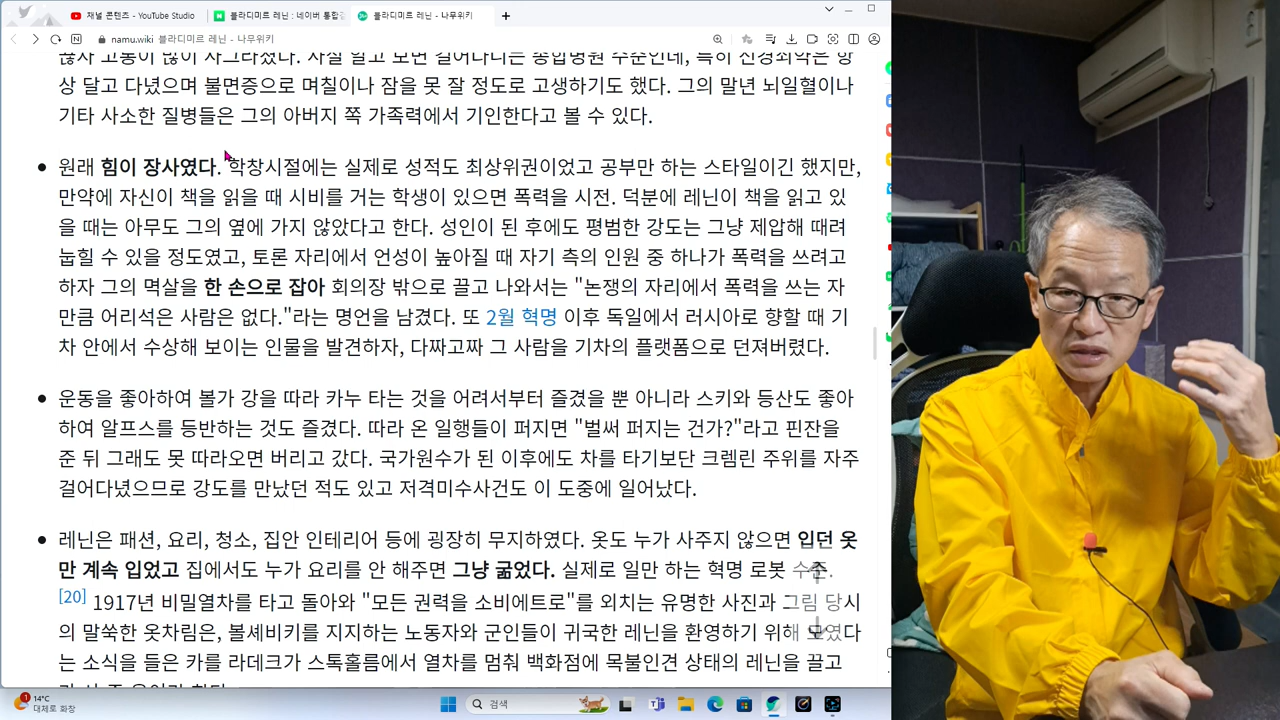 채널 콘텐츠 - YouTube Studio
블라디미르 레닌 : 네이버 통합검
블라디미르 레닌 - 나무위키
namu.wiki 블라디미르 레닌 - 나무위키
상 달고 다녔으며 불면증으로 며칠이나 잠을 못 잘 정도로 고생하기도 했다. 그의 말년 뇌일혈이나
기타 사소한 질병들은 그의 아버지 쪽 가족력에서 기인한다고 볼 수 있다.
원래 힘이 장사였다. 학창시절에는 실제로 성적도 최상위권이었고 공부만 하는 스타일이긴 했지만,
만약에 자신이 책을 읽을 때 시비를 거는 학생이 있으면 폭력을 시전. 덕분에 레닌이 책을 읽고 있
을 때는 아무도 그의 옆에 가지 않았다고 한다. 성인이 된 후에도 평범한 강도는 그냥 제압해 때려
눕힐 수 있을 정도였고, 토론 자리에서 언성이 높아질 때 자기 측의 인원 중 하나가 폭력을 쓰려고
하자 그의 멱살을 한 손으로 잡아 회의장 밖으로 끌고 나와서는 "논쟁의 자리에서 폭력을 쓰는 자
만큼 어리석은 사람은 없다."라는 명언을 남겼다. 또 2월 혁명 이후 독일에서 러시아로 향할 때 기
차 안에서 수상해 보이는 인물을 발견하자, 다짜고짜 그 사람을 기차의 플랫폼으로 던져버렸다.
운동을 좋아하여 볼가 강을 따라 카누 타는 것을 어려서부터 즐겼을 뿐 아니라 스키와 등산도 좋아
하여 알프스를 등반하는 것도 즐겼다. 따라 온 일행들이 퍼지면 "벌써 퍼지는 건가?"라고 핀잔을
준 뒤 그래도 못 따라오면 버리고 갔다. 국가원수가 된 이후에도 차를 타기보단 크렘린 주위를 자주
걸어다녔으므로 강도를 만났던 적도 있고 저격미수사건도 이 도중에 일어났다.
레닌은 패션, 요리, 청소, 집안 인테리어 등에 굉장히 무지하였다. 옷도 누가 사주지 않으면 입던 옷
만 계속 입었고 집에서도 누가 요리를 안 해주면 그냥 굶었다. 실제로 일만 하는 혁명 로봇 수준.
[20] 1917년 비밀열차를 타고 돌아와 "모든 권력을 소비에트로"를 외치는 유명한 사진과 그림 당시
의 말쑥한 옷차림은, 볼셰비키를 지지하는 노동자와 군인들이 귀국한 레닌을 환영하기 위해 모였다
는 소식을 들은 카를 라데크가 스톡홀름에서 열차를 멈춰 백화점에 목불인견 상태의 레닌을 끌고
1
14°C
대체로 화창
검색